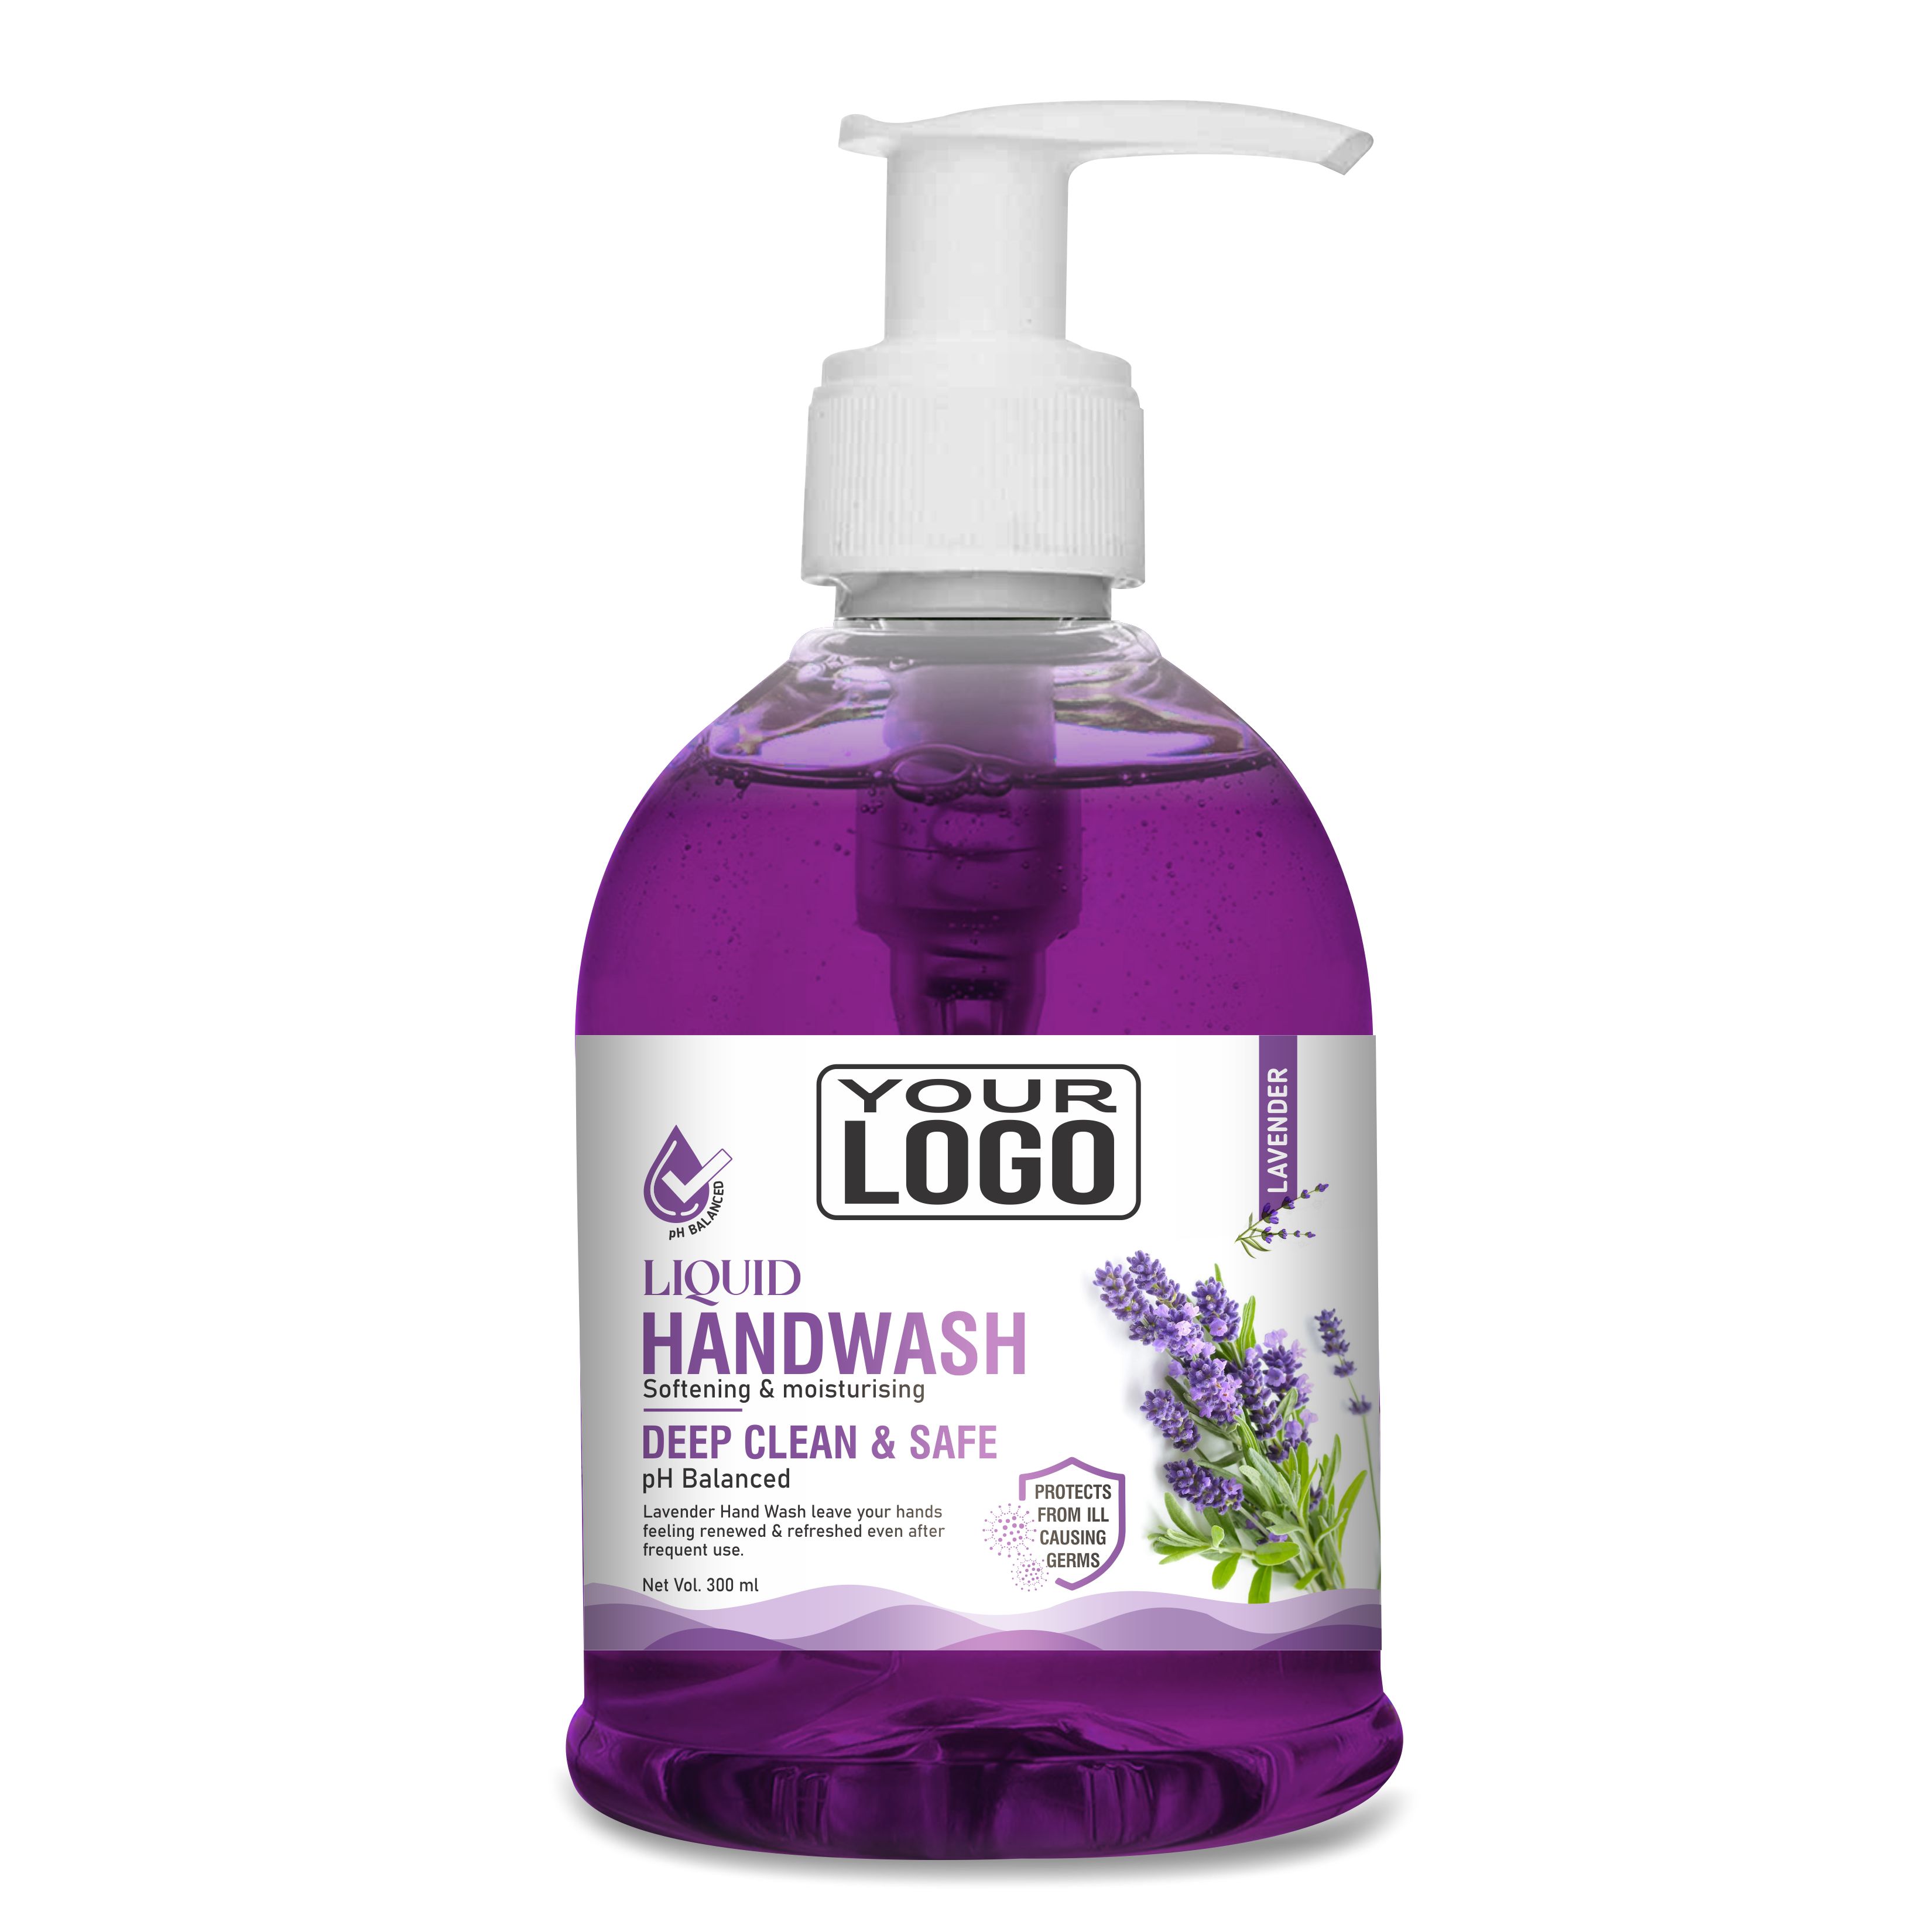 YOUR
LOGO
LAVENDER
pH BALANCED
LIQUID
HANDWASH
Softening & moisturising
DEEP CLEAN & SAFE
pH Balanced
Lavender Hand Wash leave your hands
feeling renewed & refreshed even after
frequent use.
Net Vol. 300 ml
PROTECTS
FROM ILL
CAUSING
GERMS